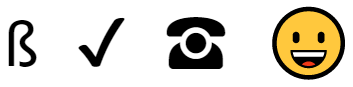 ß ✓ ☎ 😀